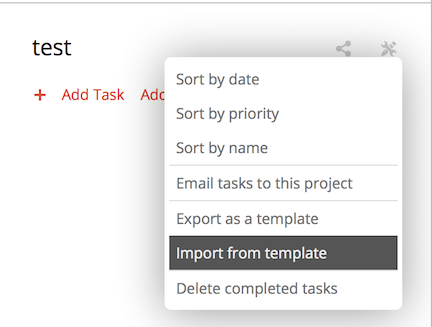 test
+ Add Task Add
Sort by date
Sort by priority
Sort by name
Email tasks to this project
Export as a template
Import from template
Delete completed tasks